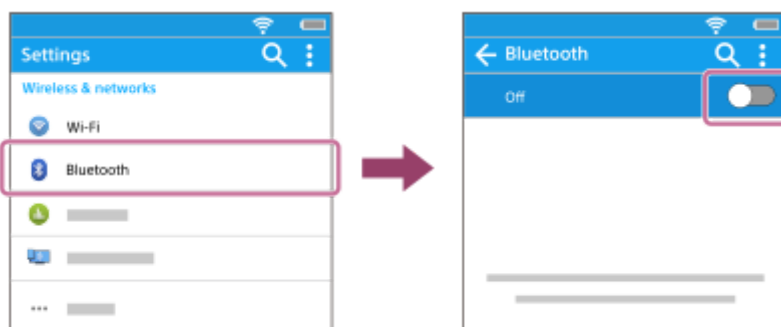 Settings
Wireless & networks
Wi-Fi
Bluetooth
Bluetooth
Off